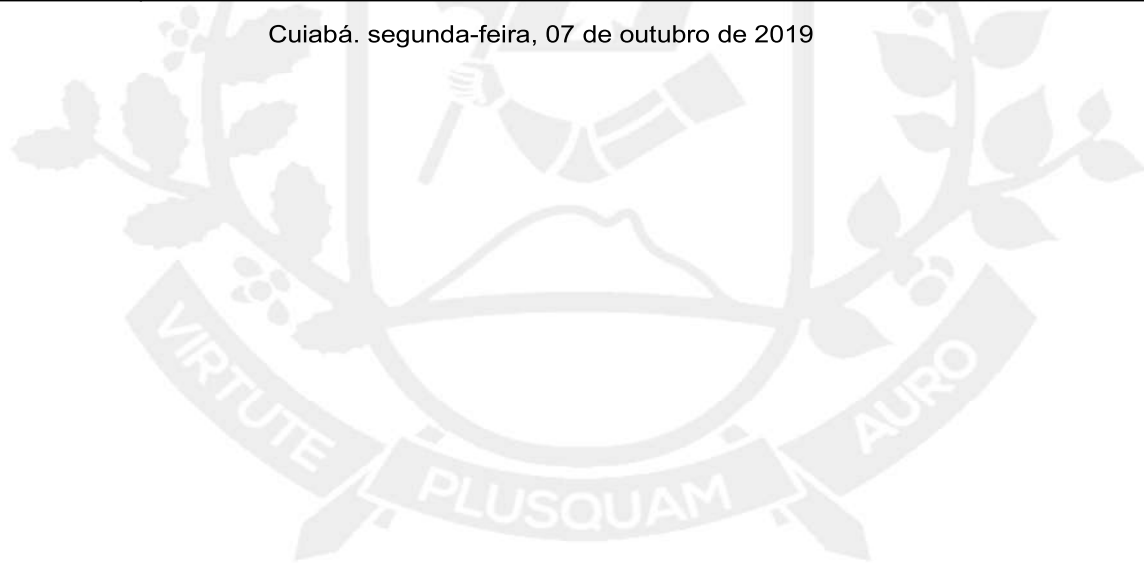 Cuiabá. segunda-feira, 07 de outubro de 2019
VIRTUTE PLUSQUAM AURO